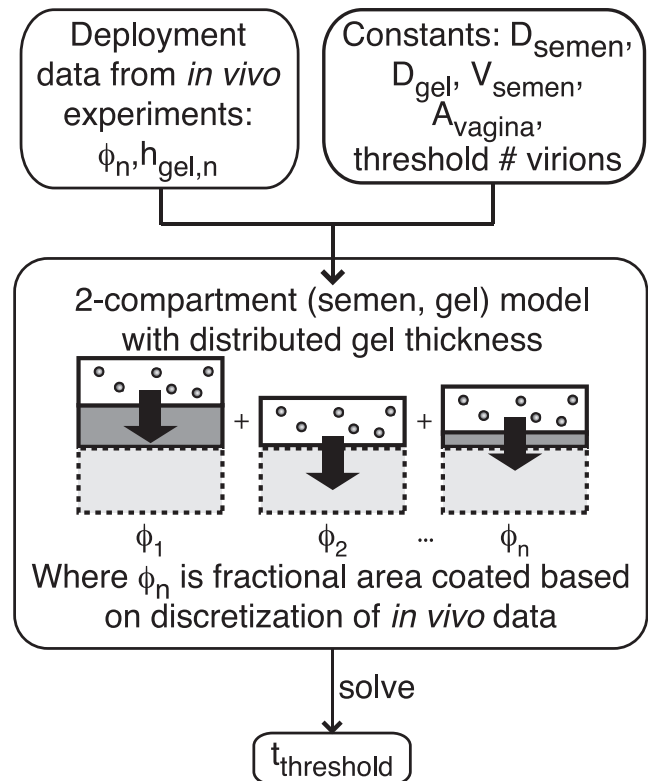 Deployment
data from in vivo
experiments:
ϕn,hgel,n
Constants: Dsemen,
Dgel, Vsemen,
Avagina,
threshold # virions
2-compartment (semen, gel) model
with distributed gel thickness
+ +
ϕ1 ϕ2 ... ϕn
Where ϕn is fractional area coated based
on discretization of in vivo data
solve
tthreshold